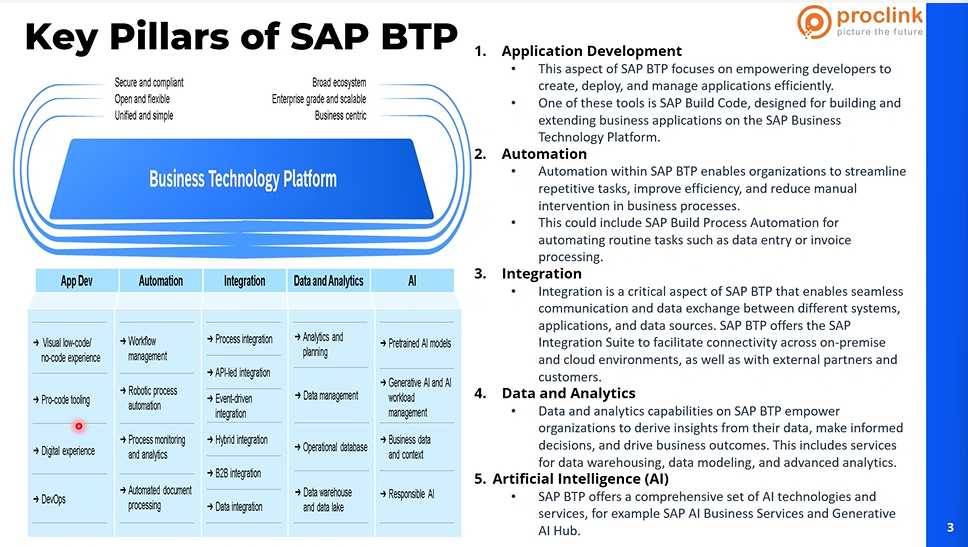 Key Pillars of SAP BTP
proclink
picture the future
Secure and compliant
Open and flexible
Unified and simple
Broad ecosystem
Enterprise grade and scalable
Business centric
Business Technology Platform
App Dev
→ Visual low-code/
no-code experience
→ Pro-code tooling
→ Digital experience
→ DevOps
Automation
→ Workflow
management
→ Robotic process
automation
→ Process monitoring
and analytics
→ Automated document
processing
Integration
→ Process integration
→ API-led integration
→ Event-driven
integration
→ Hybrid integration
→ B2B integration
→ Data integration
Data and Analytics
→ Analytics and
planning
→ Data management
→ Operational database
→ Data warehouse
and data lake
AI
→ Pretrained AI models
→ Generative AI and AI
workload
management
→ Business data
and context
→ Responsible AI
1. Application Development
• This aspect of SAP BTP focuses on empowering developers to
create, deploy, and manage applications efficiently.
• One of these tools is SAP Build Code, designed for building and
extending business applications on the SAP Business
Technology Platform.
2. Automation
• Automation within SAP BTP enables organizations to streamline
repetitive tasks, improve efficiency, and reduce manual
intervention in business processes.
• This could include SAP Build Process Automation for
automating routine tasks such as data entry or invoice
processing.
3. Integration
• Integration is a critical aspect of SAP BTP that enables seamless
communication and data exchange between different systems,
applications, and data sources. SAP BTP offers the SAP
Integration Suite to facilitate connectivity across on-premise
and cloud environments, as well as with external partners and
customers.
4. Data and Analytics
• Data and analytics capabilities on SAP BTP empower
organizations to derive insights from their data, make informed
decisions, and drive business outcomes. This includes services
for data warehousing, data modeling, and advanced analytics.
5. Artificial Intelligence (AI)
• SAP BTP offers a comprehensive set of AI technologies and
services, for example SAP AI Business Services and Generative
AI Hub.
3